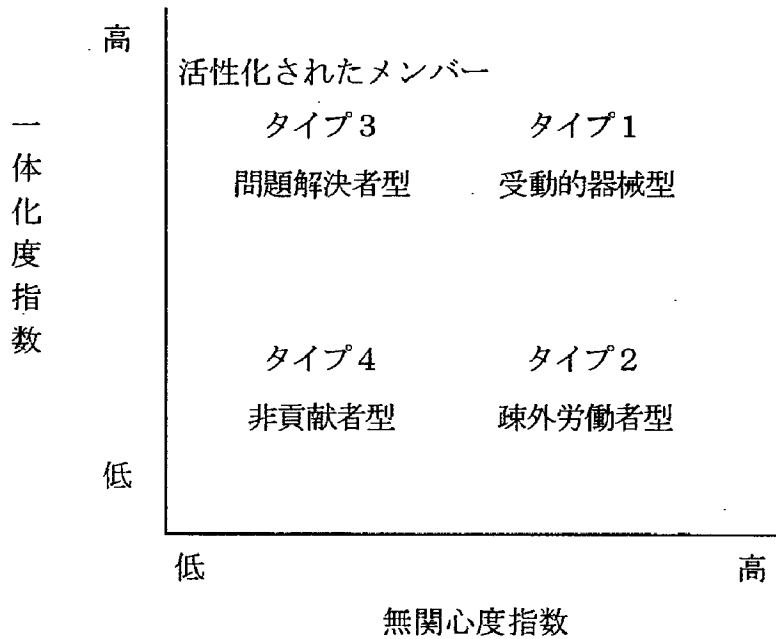 高
活性化されたメンバー
タイプ3 タイプ1
問題解決者型 受動的器械型
一体化度指数
タイプ4 タイプ2
非貢献者型 疎外労働者型
低
低 高
無関心度指数